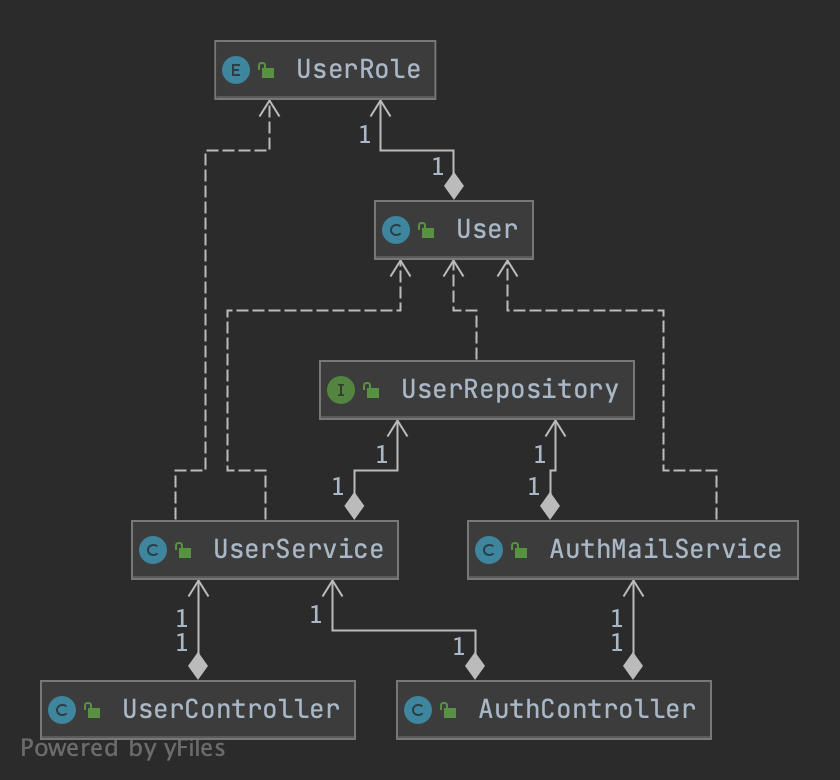 E UserRole
1
1
C User
I UserRepository
1
1
1
1
C UserService
C AuthMailService
1
1
1
1
1
1
C UserController
C AuthController
Powered by yFiles